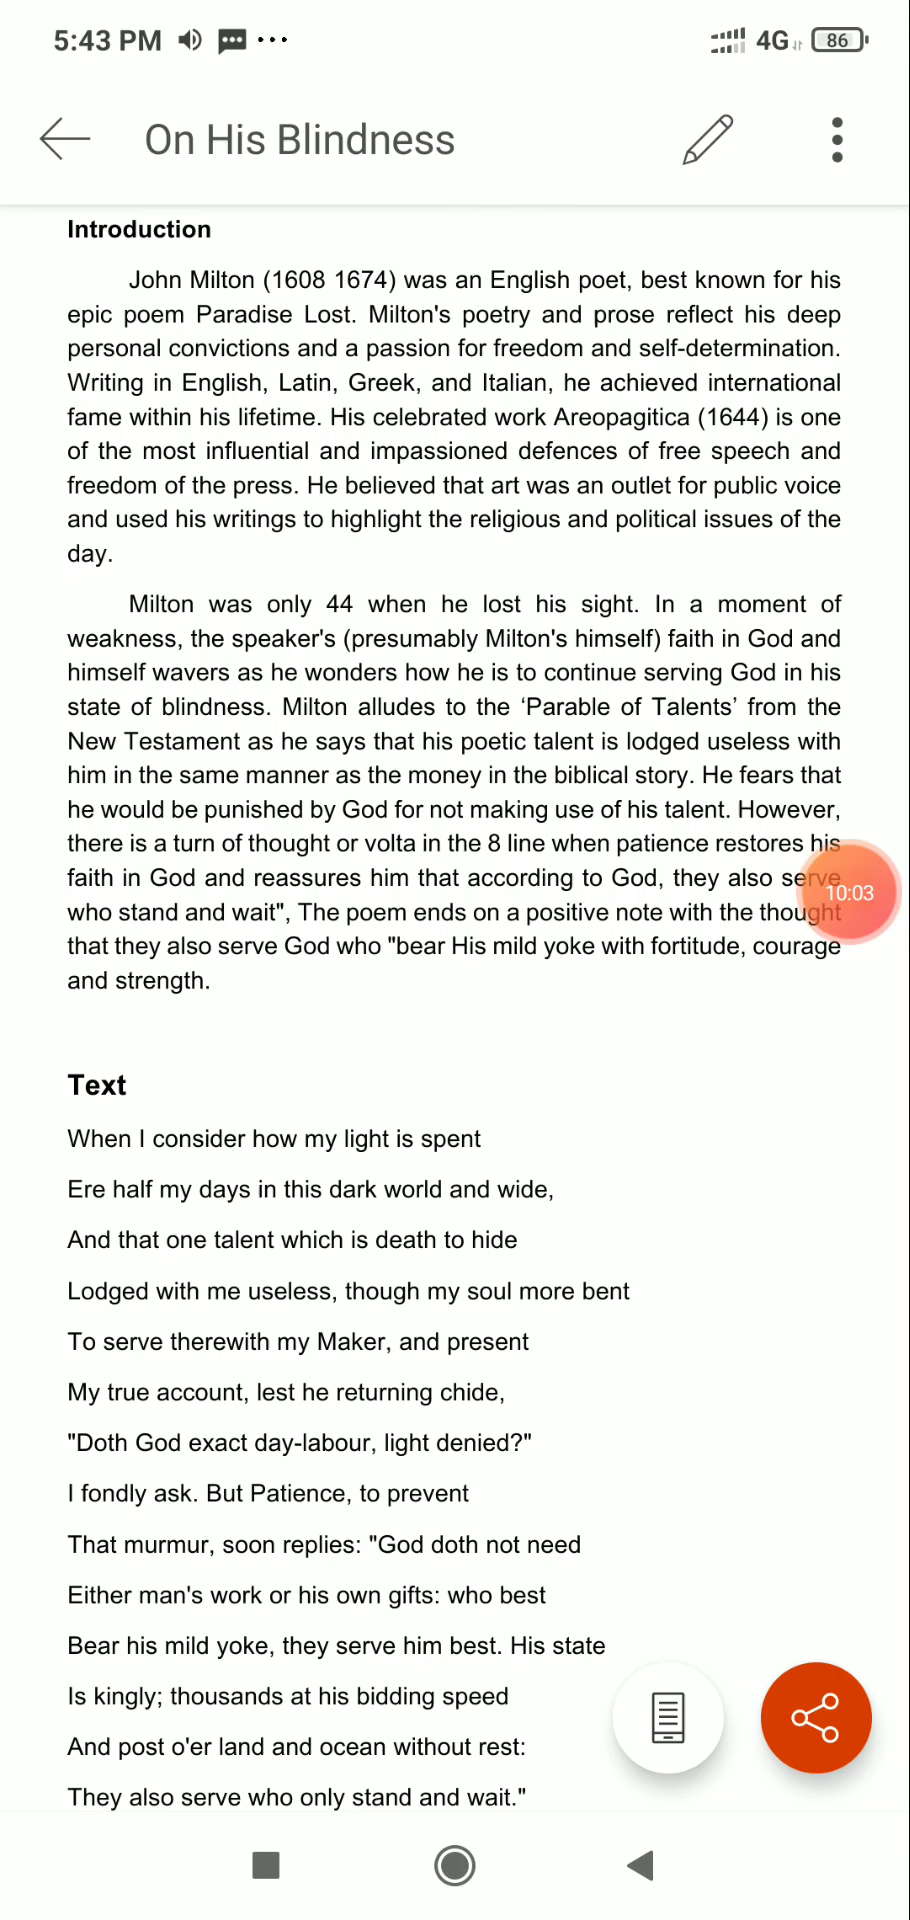 5:43 PM 4G 86
On His Blindness
Introduction
John Milton (1608 1674) was an English poet, best known for his
epic poem Paradise Lost. Milton's poetry and prose reflect his deep
personal convictions and a passion for freedom and self-determination.
Writing in English, Latin, Greek, and Italian, he achieved international
fame within his lifetime. His celebrated work Areopagitica (1644) is one
of the most influential and impassioned defences of free speech and
freedom of the press. He believed that art was an outlet for public voice
and used his writings to highlight the religious and political issues of the
day.
Milton was only 44 when he lost his sight. In a moment of
weakness, the speaker's (presumably Milton's himself) faith in God and
himself wavers as he wonders how he is to continue serving God in his
state of blindness. Milton alludes to the ‘Parable of Talents’ from the
New Testament as he says that his poetic talent is lodged useless with
him in the same manner as the money in the biblical story. He fears that
he would be punished by God for not making use of his talent. However,
there is a turn of thought or volta in the 8 line when patience restores his
faith in God and reassures him that according to God, they also serve
10:03
who stand and wait", The poem ends on a positive note with the thought
that they also serve God who "bear His mild yoke with fortitude, courage
and strength.
Text
When I consider how my light is spent
Ere half my days in this dark world and wide,
And that one talent which is death to hide
Lodged with me useless, though my soul more bent
To serve therewith my Maker, and present
My true account, lest he returning chide,
"Doth God exact day-labour, light denied?"
I fondly ask. But Patience, to prevent
That murmur, soon replies: "God doth not need
Either man's work or his own gifts: who best
Bear his mild yoke, they serve him best. His state
Is kingly; thousands at his bidding speed
And post o'er land and ocean without rest:
They also serve who only stand and wait."